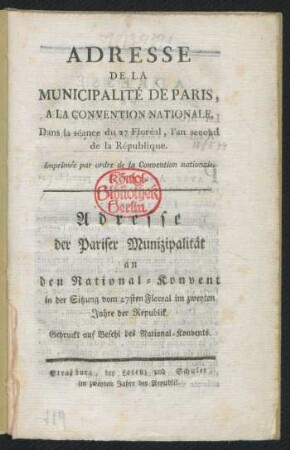 ADRESSE
DE LA
MUNICIPALITÉ DE PARIS,
A LA CONVENTION NATIONALE,
Dans la séance du 27 Floréal, l'an second
de la République.
Imprimée par ordre de la Convention nationale.
Königl.
Bibliothek
Berlin.
Adresse
der Pariser Munizipalität
an
den National-Konvent
in der Sitzung vom 27sten Floreal im zweyten
Jahre der Republik.
Gedruckt auf Befehl des National-Konvents.
Straßburg, bey Lorenz und Schuler,
im zweyten Jahre der Republik.